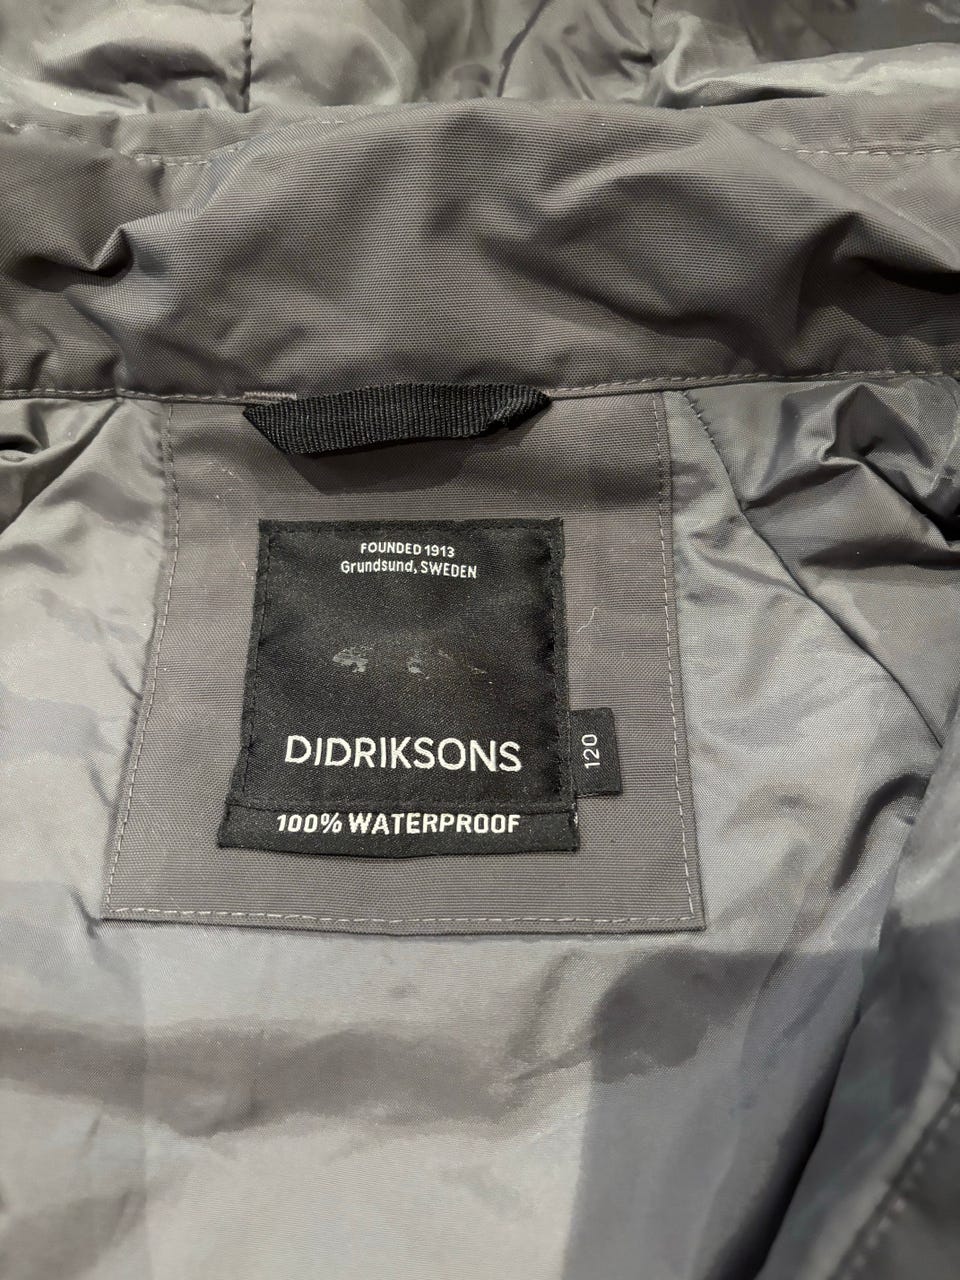 FOUNDED 1913
Grundsund, SWEDEN
DIDRIKSONS
120
100% WATERPROOF